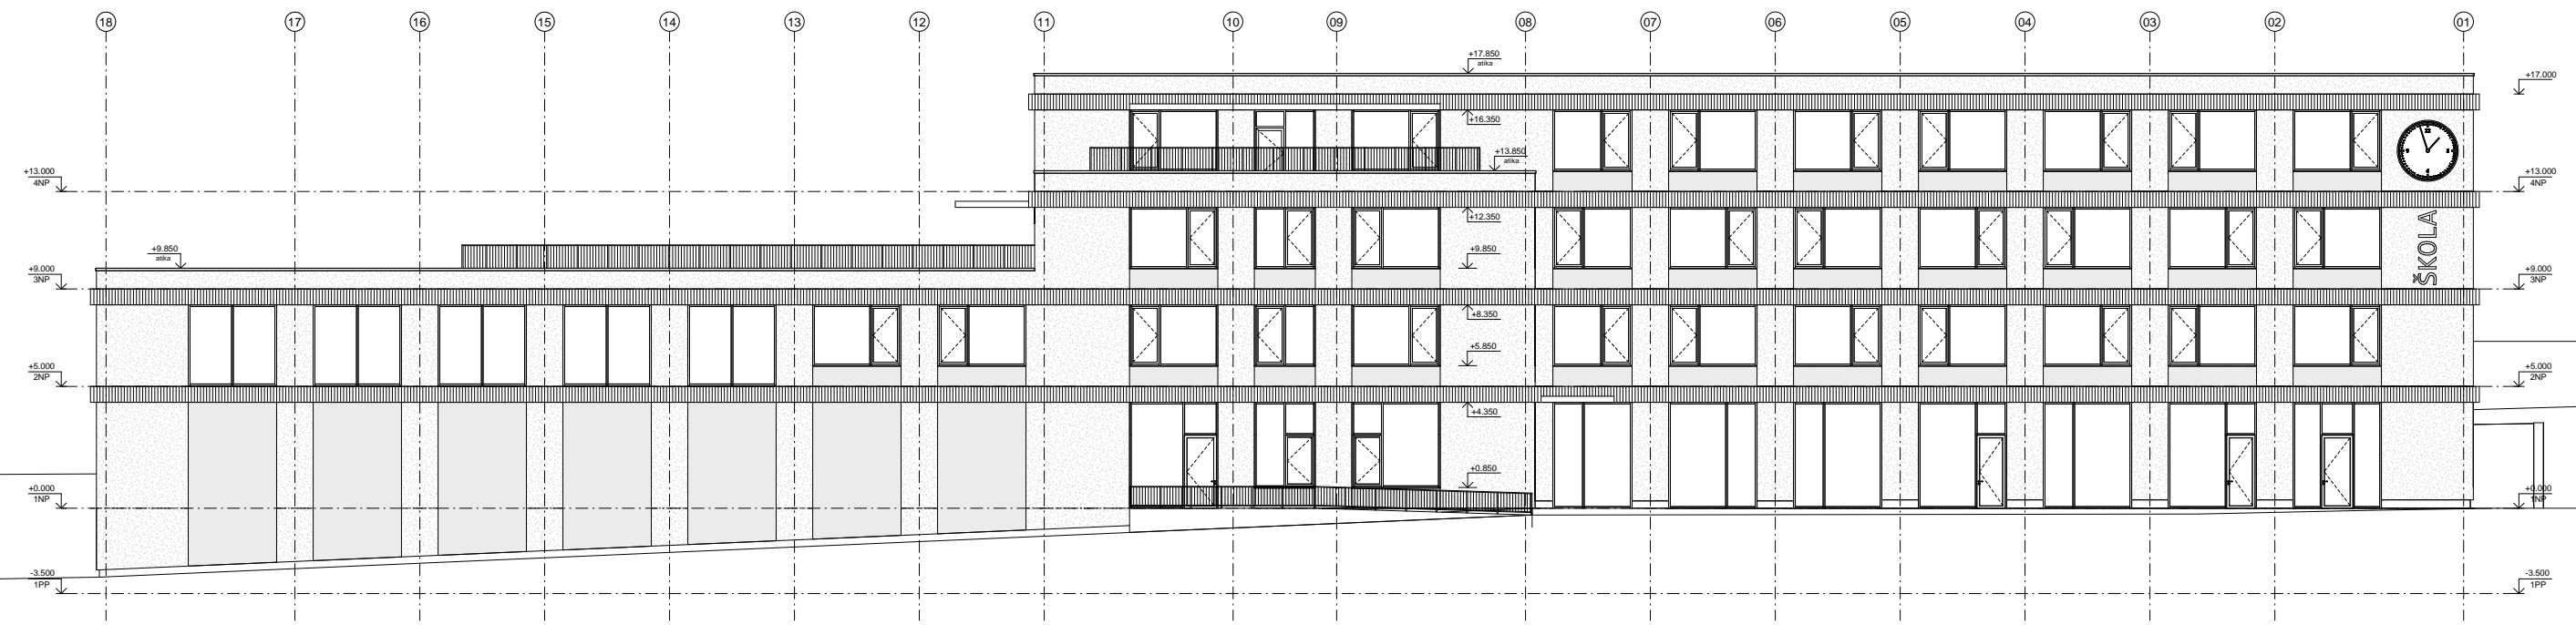 18 17 16 15 14 13 12 11 10 09 08 07 06 05 04 03 02 01
+17.850
atika
+17.000
+16.350
+13.850
atika
+13.000
4NP
+13.000
4NP
+12.350
ŠKOLA
+9.850
atika
+9.850
+9.000
3NP
+9.000
3NP
+8.350
+5.850
+5.000
2NP
+5.000
2NP
+4.350
+0.850
+0.000
1NP
+0.000
1NP
-3.500
1PP
-3.500
1PP